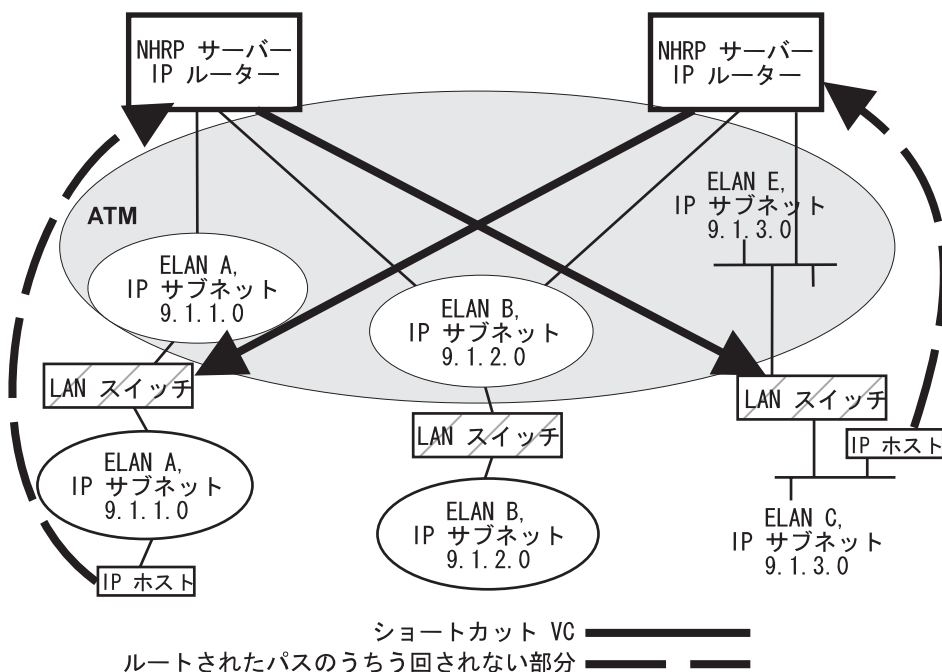 NHRP サーバー
IP ルーター
NHRP サーバー
IP ルーター
ATM
ELAN E,
IP サブネット
9.1.3.0
ELAN A,
IP サブネット
9.1.1.0
ELAN B,
IP サブネット
9.1.2.0
LAN スイッチ
LAN スイッチ
LAN スイッチ
IP ホスト
ELAN A,
IP サブネット
9.1.1.0
ELAN B,
IP サブネット
9.1.2.0
ELAN C,
IP サブネット
9.1.3.0
IP ホスト
ショートカット VC
ルートされたパスのうちう回されない部分